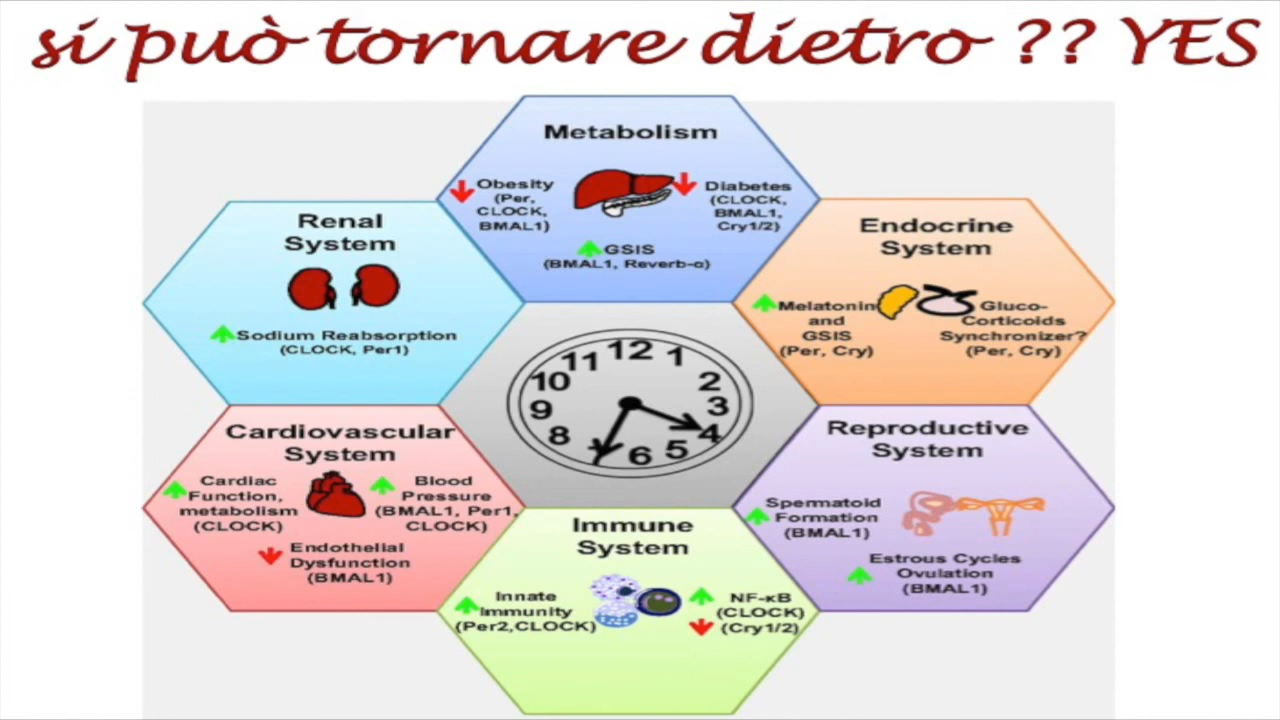 si può tornare dietro ?? YES
Metabolism
Obesity
(Per,
CLOCK,
BMAL1)
Diabetes
(CLOCK,
BMAL1,
Cry1/2)
GSIS
(BMAL1, Reverb-α)
Renal
System
Sodium Reabsorption
(CLOCK, Per1)
Endocrine
System
Melatonin
and
GSIS
(Per, Cry)
Gluco-
Corticoids
Synchronizer?
(Per, Cry)
12
1
2
3
4
5
6
8
9
10
11
Cardiovascular
System
Cardiac
Function,
metabolism
(CLOCK)
Blood
Pressure
(BMAL1, Per1,
CLOCK)
Endothelial
Dysfunction
(BMAL1)
Reproductive
System
Spermatoid
Formation
(BMAL1)
Estrous Cycles
Ovulation
(BMAL1)
Immune
System
Innate
Immunity
(Per2,CLOCK)
NF-κB
(CLOCK)
(Cry1/2)